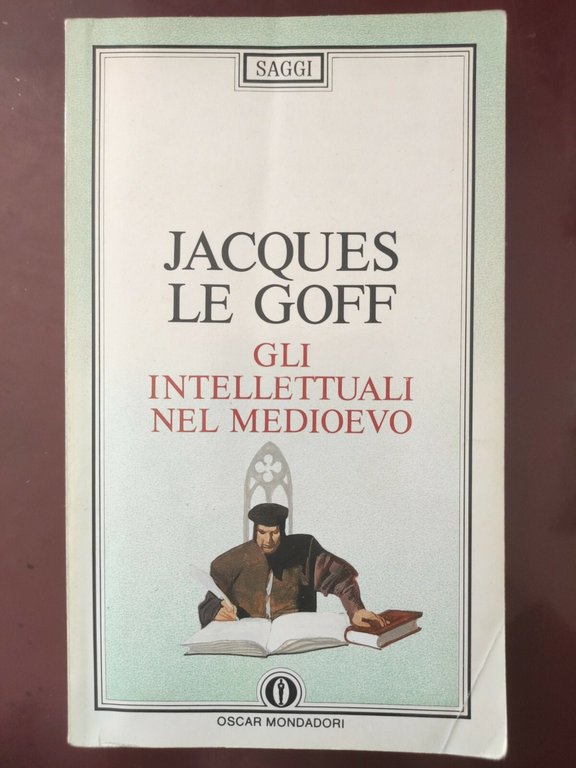 SAGGI
JACQUES
LE GOFF
GLI
INTELLETTUALI
NEL MEDIOEVO
OSCAR MONDADORI